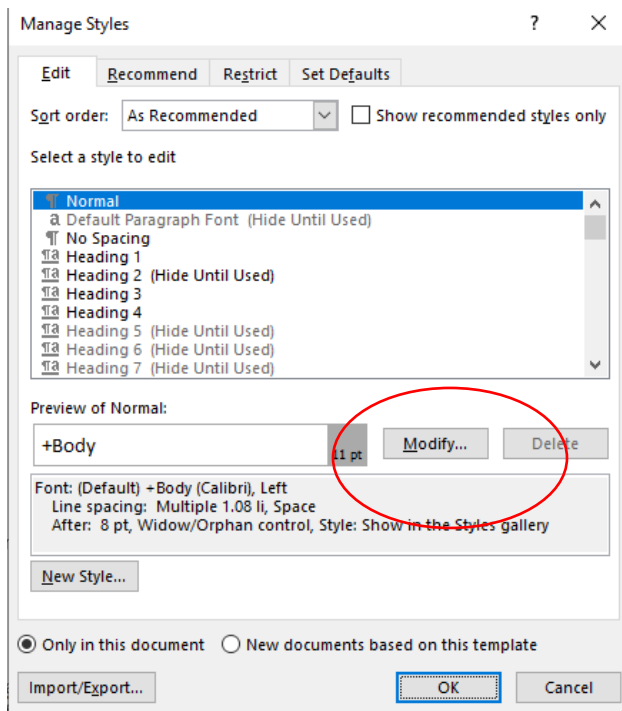 Manage Styles ? ×
Edit Recommend Restrict Set Defaults
Sort order: As Recommended Show recommended styles only
Select a style to edit
¶ Normal
a Default Paragraph Font (Hide Until Used)
¶ No Spacing
¶a Heading 1
¶a Heading 2 (Hide Until Used)
¶a Heading 3
¶a Heading 4
¶a Heading 5 (Hide Until Used)
¶a Heading 6 (Hide Until Used)
¶a Heading 7 (Hide Until Used)
Preview of Normal:
+Body 11 pt Modify... Delete
Font: (Default) +Body (Calibri), Left
Line spacing: Multiple 1.08 li, Space
After: 8 pt, Widow/Orphan control, Style: Show in the Styles gallery
New Style...
Only in this document New documents based on this template
Import/Export... OK Cancel